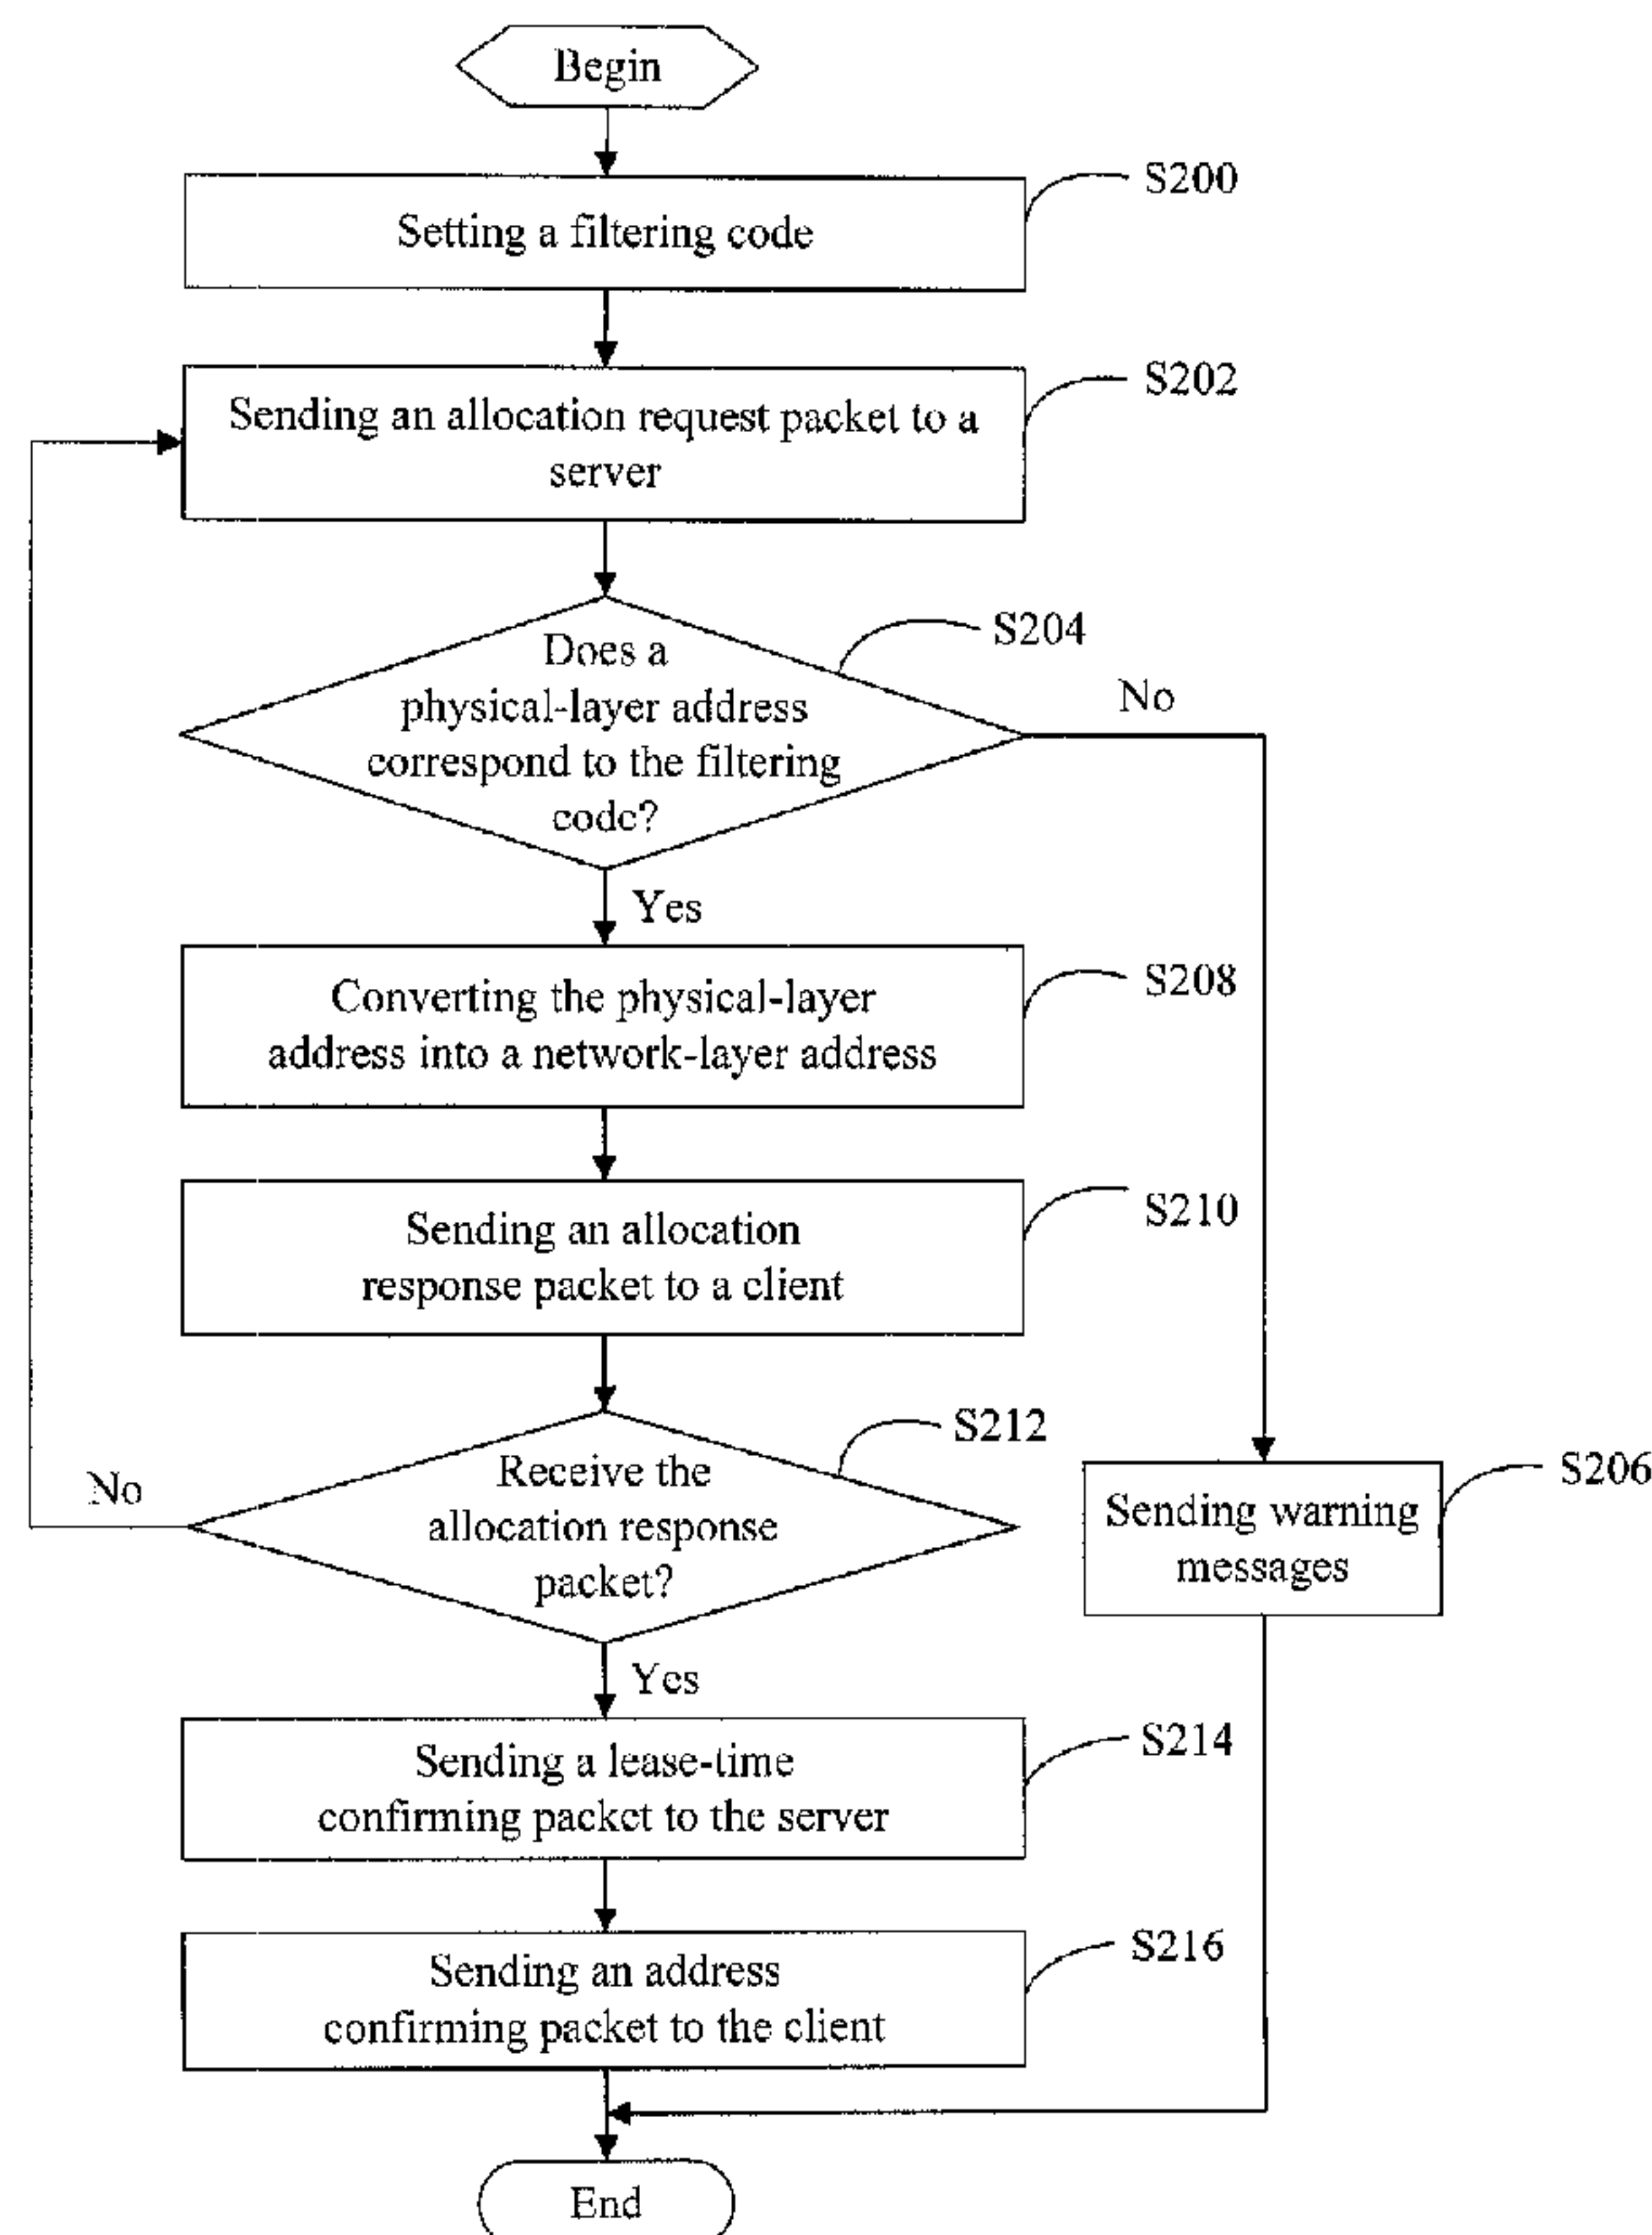 Begin
S200
Setting a filtering code
S202
Sending an allocation request packet to a
server
S204
Does a
physical-layer address
correspond to the filtering
code?
No
Yes
S208
Converting the physical-layer
address into a network-layer address
S210
Sending an allocation
response packet to a client
S212
Receive the
allocation response
packet?
No
S206
Sending warning
messages
Yes
S214
Sending a lease-time
confirming packet to the server
S216
Sending an address
confirming packet to the client
End